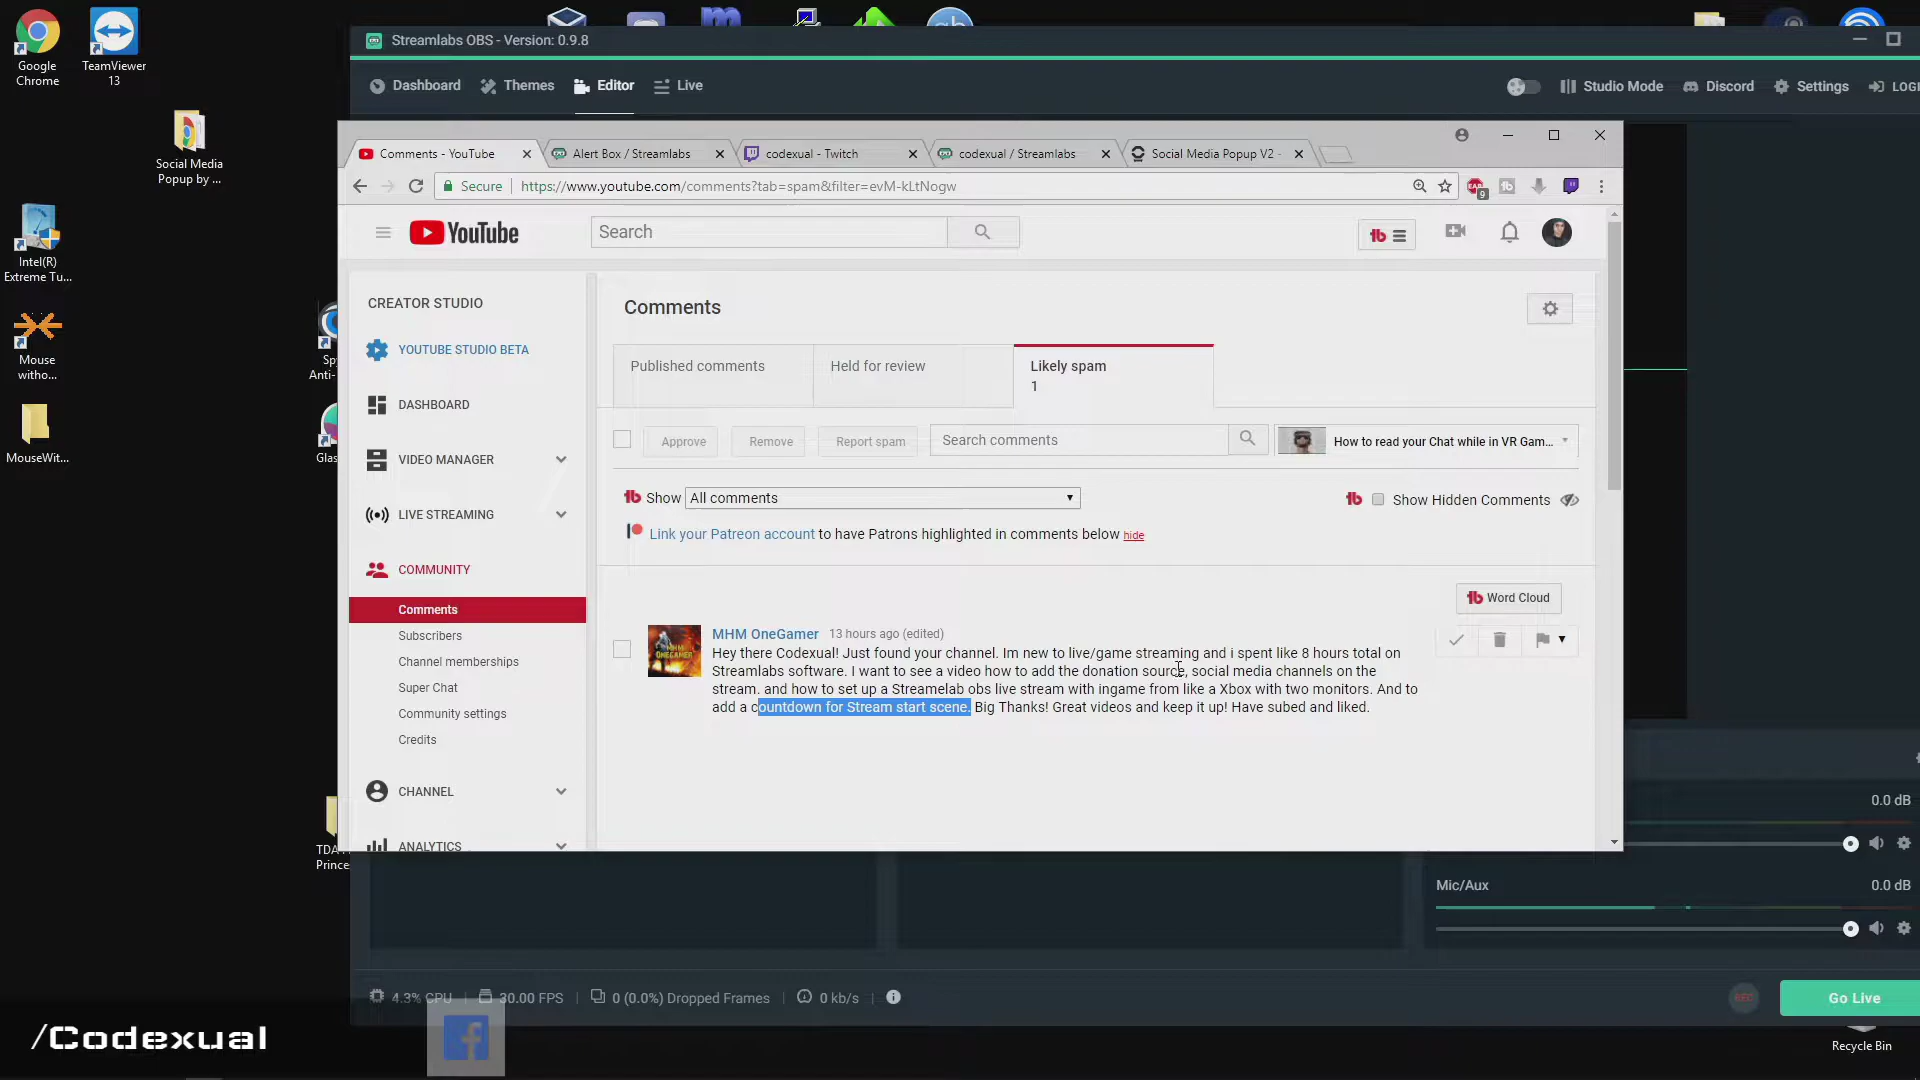 Streamlabs OBS - Version: 0.9.8
Google
Chrome
TeamViewer
13
Social Media
Popup by ...
Intel(R)
Extreme Tu...
Mouse
witho...
MouseWit...
Dashboard
Themes
Editor
Live
Studio Mode
Discord
Settings
Comments - YouTube
Alert Box / Streamlabs
codexual - Twitch
codexual / Streamlabs
Social Media Popup V2 -
Secure
https://www.youtube.com/comments?tab=spam&filter=evM-kLtNogw
9
YouTube
Search
tb
CREATOR STUDIO
YOUTUBE STUDIO BETA
DASHBOARD
VIDEO MANAGER
LIVE STREAMING
COMMUNITY
Comments
Subscribers
Channel memberships
Super Chat
Community settings
Credits
CHANNEL
ANALYTICS
Comments
Published comments
Held for review
Likely spam
1
Approve
Remove
Report spam
Search comments
How to read your Chat while in VR Gam...
tb Show All comments
tb Show Hidden Comments
Link your Patreon account to have Patrons highlighted in comments below hide
tb Word Cloud
MHM OneGamer 13 hours ago (edited)
Hey there Codexual! Just found your channel. Im new to live/game streaming and i spent like 8 hours total on
Streamlabs software. I want to see a video how to add the donation source, social media channels on the
stream. and how to set up a Streamelab obs live stream with ingame from like a Xbox with two monitors. And to
add a countdown for Stream start scene. Big Thanks! Great videos and keep it up! Have subed and liked.
0.0 dB
Mic/Aux
0.0 dB
4.3% CPU
30.00 FPS
0 (0.0%) Dropped Frames
0 kb/s
REC
Go Live
/Codexual
Recycle Bin